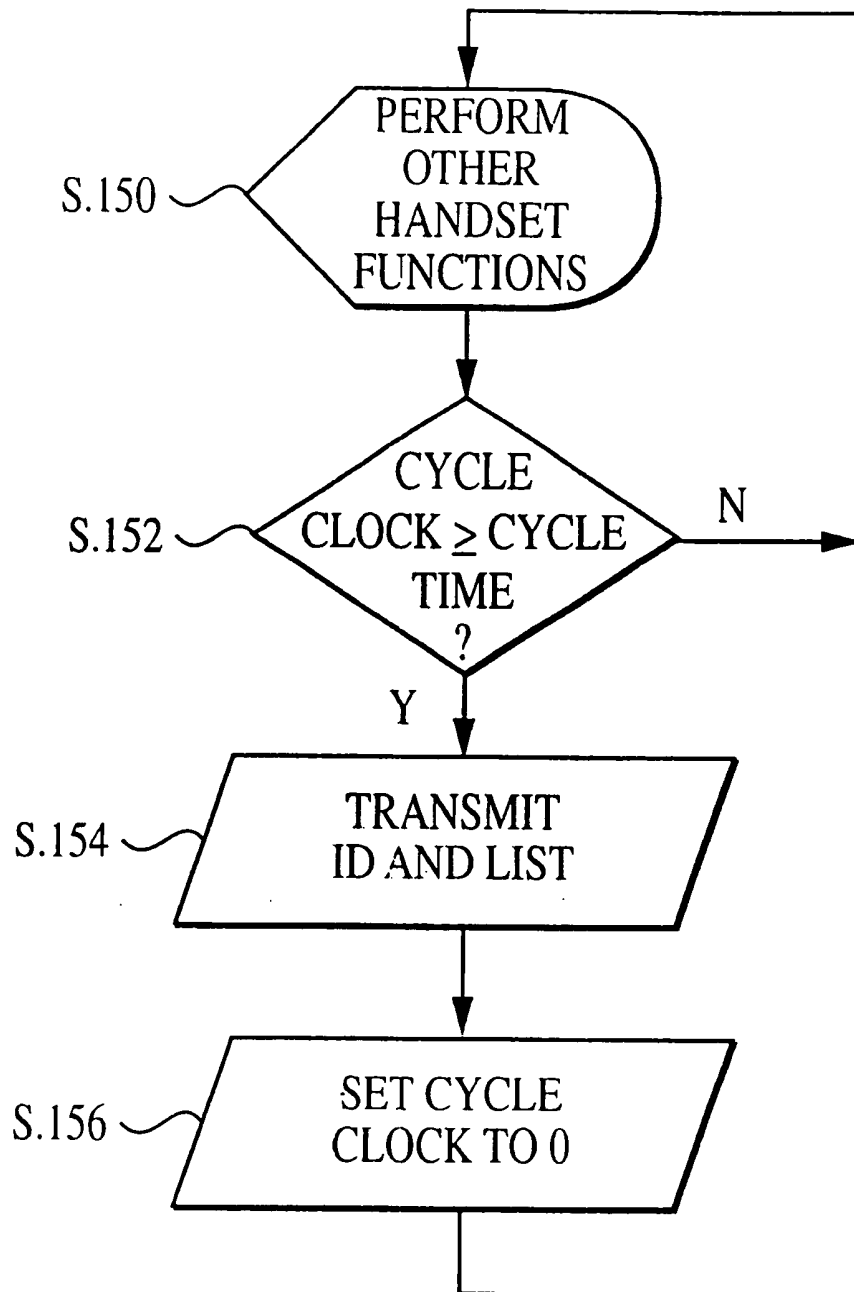 S.150
PERFORM
OTHER
HANDSET
FUNCTIONS
S.152
CYCLE
CLOCK ≥ CYCLE
TIME
?
N
Y
S.154
TRANSMIT
ID AND LIST
S.156
SET CYCLE
CLOCK TO 0